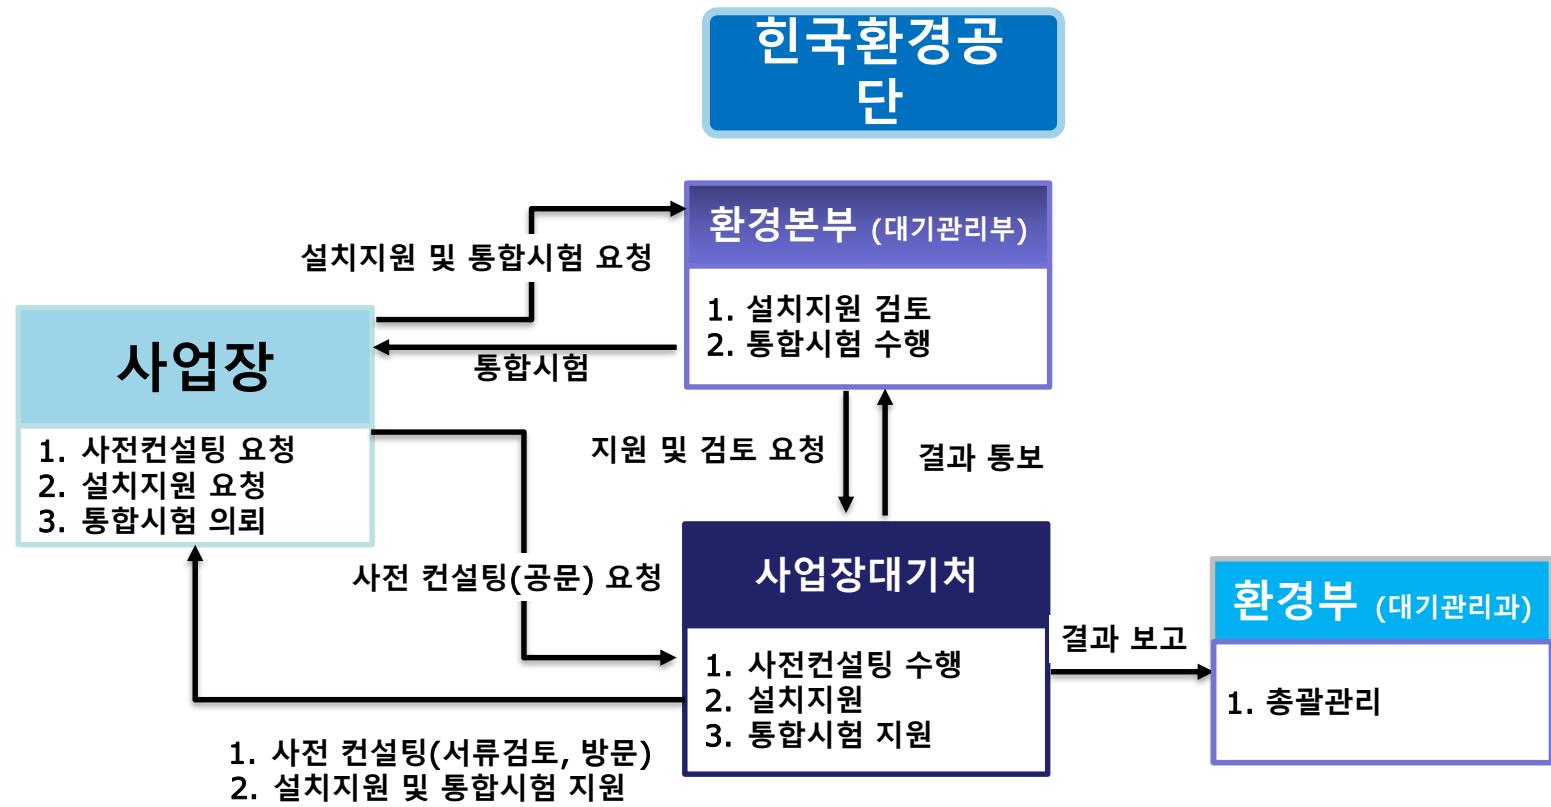 힌국환경공
단
환경본부 (대기관리부)
설치지원 및 통합시험 요청
1. 설치지원 검토
2. 통합시험 수행
사업장
통합시험
1. 사전컨설팅 요청
2. 설치지원 요청
3. 통합시험 의뢰
지원 및 검토 요청
결과 통보
사전 컨설팅(공문) 요청
사업장대기처
환경부 (대기관리과)
결과 보고
1. 사전컨설팅 수행
2. 설치지원
3. 통합시험 지원
1. 총괄관리
1. 사전 컨설팅(서류검토, 방문)
2. 설치지원 및 통합시험 지원